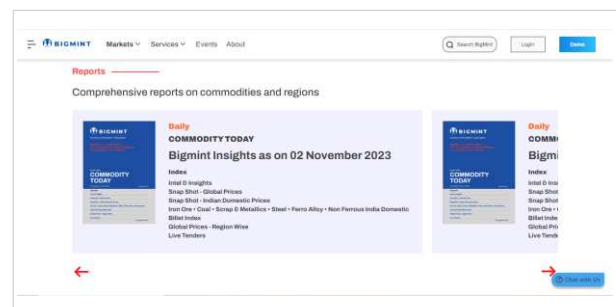 BIGMINT Markets Services Events About Search BigMint Login Demo
Reports
Comprehensive reports on commodities and regions
BIGMINT
COMMODITY
TODAY
Daily
COMMODITY TODAY
Bigmint Insights as on 02 November 2023
Index
Intel & Insights
Snap Shot - Global Prices
Snap Shot - Indian Domestic Prices
Iron Ore • Coal • Scrap & Metallics • Steel • Ferro Alloy • Non Ferrous India Domestic
Billet Index
Global Prices - Region Wise
Live Tenders
BIGMINT
COMMODITY
TODAY
Daily
COMM
Bigmi
Index
Intel & Insi
Snap Shot
Snap Shot
Iron Ore •
Billet Inde
Global Pri
Live Tende
Chat with Us